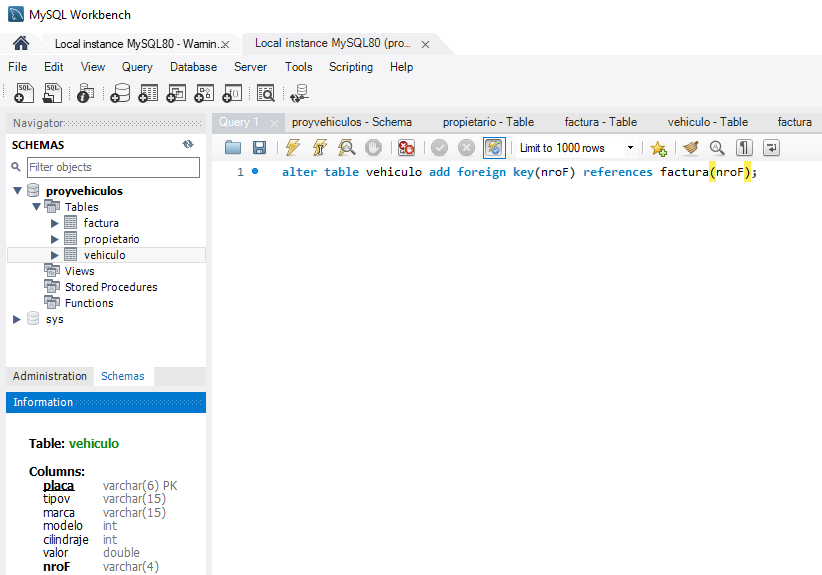 MySQL Workbench
Local instance MySQL80 - Warnin... x
Local instance MySQL80 (pro... x
File Edit View Query Database Server Tools Scripting Help
Navigator
Query 1 x
proyvehiculos - Schema
propietario - Table
factura - Table
vehiculo - Table
factura
SCHEMAS
Limit to 1000 rows
Filter objects
1 alter table vehiculo add foreign key(nroF) references factura(nroF);
proyvehiculos
Tables
factura
propietario
vehiculo
Views
Stored Procedures
Functions
sys
Administration Schemas
Information
Table: vehiculo
Columns:
placa varchar(6) PK
tipov varchar(15)
marca varchar(15)
modelo int
cilindraje int
valor double
nroF varchar(4)